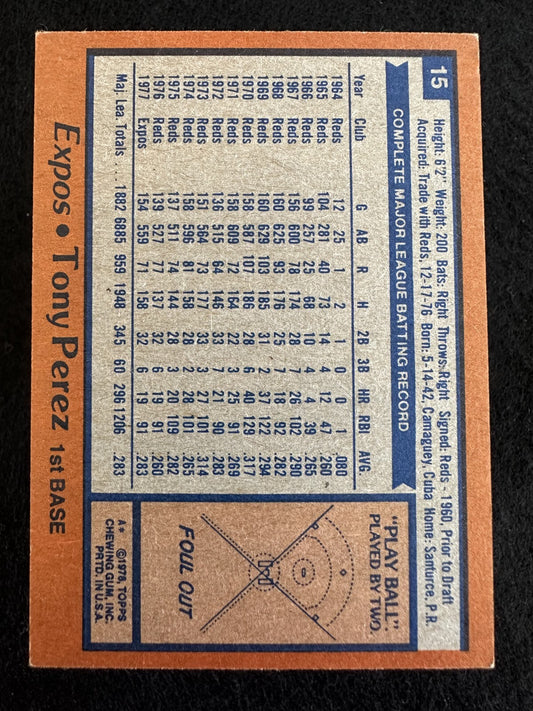 15
Height: 6'2" Weight: 200 Bats: Right Throws: Right Signed: Reds - 1960, Prior to Draft
Acquired: Trade with Reds, 12-17-76 Born: 5-14-42, Camaguey, Cuba Home: Santurce, P.R.
COMPLETE MAJOR LEAGUE BATTING RECORD
Year Club G AB R H 2B 3B HR RBI AVG.
1964 Reds 12 25 1 2 1 0 0 1 .080
1965 Reds 104 281 40 73 14 4 12 47 .260
1966 Reds 99 257 25 68 10 4 4 39 .265
1967 Reds 156 600 78 174 28 7 26 102 .290
1968 Reds 160 625 93 176 25 7 18 92 .282
1969 Reds 160 629 103 185 31 2 37 122 .294
1970 Reds 158 587 107 186 28 6 40 129 .317
1971 Reds 158 609 72 164 22 3 25 91 .269
1972 Reds 136 515 64 146 33 7 21 90 .283
1973 Reds 151 564 73 177 33 3 27 101 .314
1974 Reds 158 596 81 158 28 2 28 101 .265
1975 Reds 137 511 74 144 28 3 20 109 .282
1976 Reds 139 527 77 137 32 6 19 91 .260
1977 Expos 154 559 71 158 32 6 19 91 .283
Maj. Lea. Totals ... 1882 6885 959 1948 345 60 296 1206 .283
"PLAY BALL".
PLAYED BY TWO.
FOUL OUT
A* ©1978, TOPPS
CHEWING GUM, INC.
PRTD. IN U.S.A.
Expos • Tony Perez 1st BASE